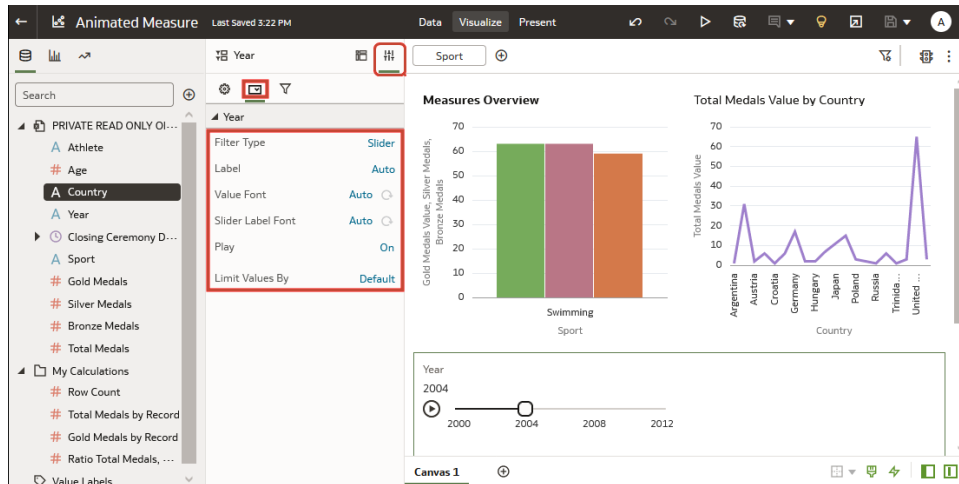 Animated Measure Last Saved 3:22 PM Data Visualize Present A
Search
PRIVATE READ ONLY Ol...
A Athlete
# Age
A Country
A Year
Closing Ceremony D...
A Sport
# Gold Medals
# Silver Medals
# Bronze Medals
# Total Medals
My Calculations
# Row Count
# Total Medals by Record
# Gold Medals by Record
# Ratio Total Medals, ...
Value Labels
Year
Year
Filter Type Slider
Label Auto
Value Font Auto
Slider Label Font Auto
Play On
Limit Values By Default
Sport
Measures Overview
Gold Medals Value, Silver Medals,
Bronze Medals
70
60
50
40
30
20
10
0
Swimming
Sport
Total Medals Value by Country
Total Medals Value
70
60
50
40
30
20
10
0
Argentina
Austria
Croatia
Germany
Hungary
Japan
Poland
Russia
Trinida...
United ...
Country
Year
2004
2000 2004 2008 2012
Canvas 1